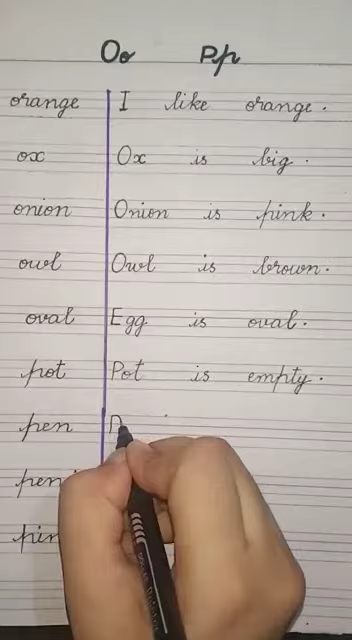 Oo Pp
orange I like orange.
ox Ox is big.
onion Onion is pink.
owl Owl is brown.
oval Egg is oval.
pot Pot is empty.
pen P